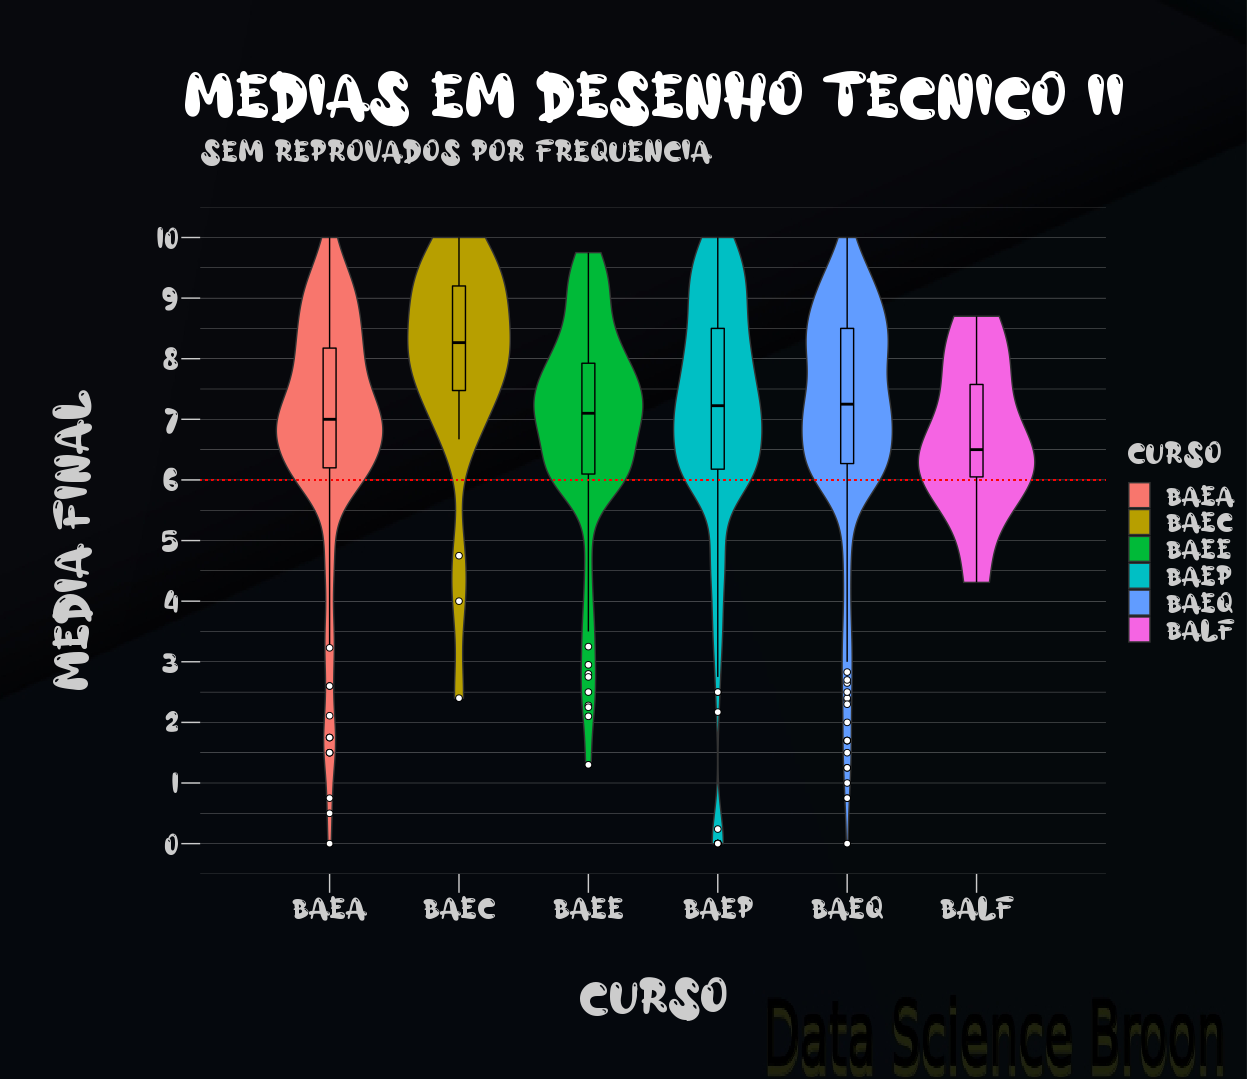 MEDIAS EM DESENHO TECNICO II
SEM REPROVADOS POR FREQUENCIA
MEDIA FINAL
10
9
8
7
6
5
4
3
2
1
0
BAEA BAEC BAEE BAEP BAEQ BALF
CURSO
CURSO
BAEA
BAEC
BAEE
BAEP
BAEQ
BALF
Data Science Broon